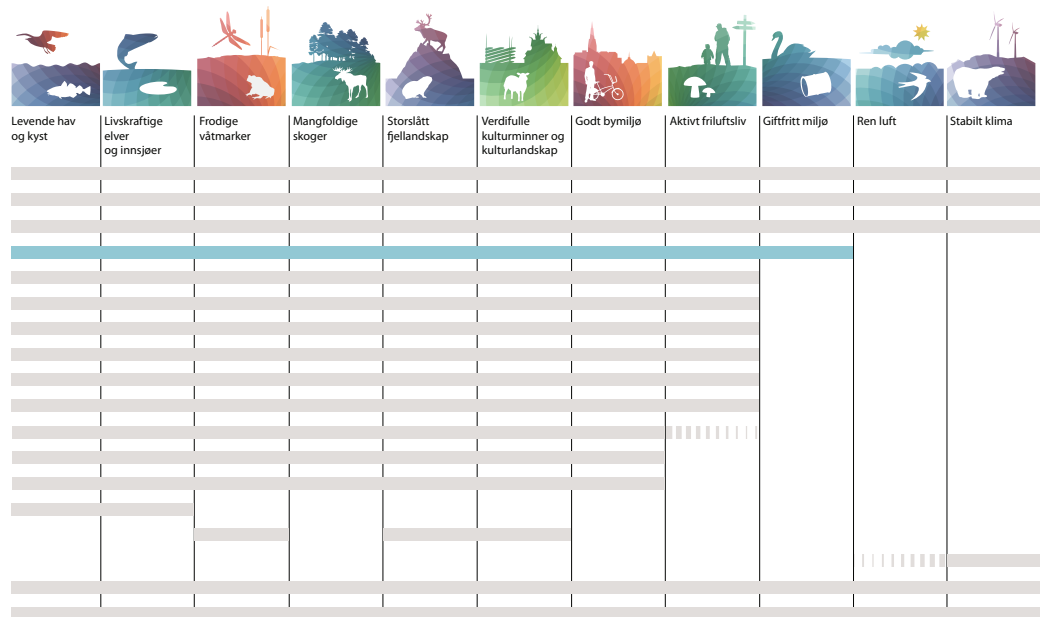 Levende hav
og kyst
Livskraftige
elver
og innsjøer
Frodige
våtmarker
Mangfoldige
skoger
Storslått
fjellandskap
Verdifulle
kulturminner og
kulturlandskap
Godt bymiljø
Aktivt friluftsliv
Giftfritt miljø
Ren luft
Stabilt klima